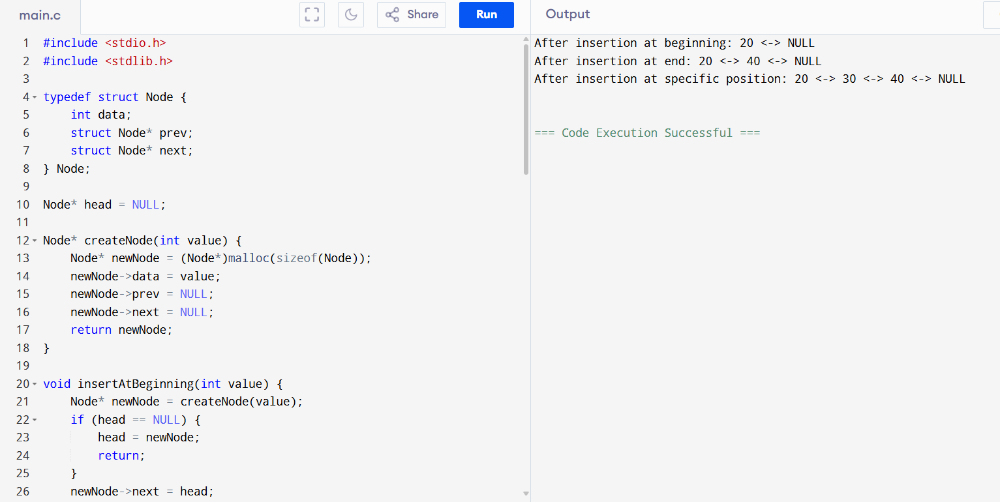 main.c
Share
Run
Output
1 #include <stdio.h>
2 #include <stdlib.h>
3
4 typedef struct Node {
5     int data;
6     struct Node* prev;
7     struct Node* next;
8 } Node;
9
10 Node* head = NULL;
11
12 Node* createNode(int value) {
13     Node* newNode = (Node*)malloc(sizeof(Node));
14     newNode->data = value;
15     newNode->prev = NULL;
16     newNode->next = NULL;
17     return newNode;
18 }
19
20 void insertAtBeginning(int value) {
21     Node* newNode = createNode(value);
22     if (head == NULL) {
23         head = newNode;
24         return;
25     }
26     newNode->next = head;
After insertion at beginning: 20 <-> NULL
After insertion at end: 20 <-> 40 <-> NULL
After insertion at specific position: 20 <-> 30 <-> 40 <-> NULL
=== Code Execution Successful ===